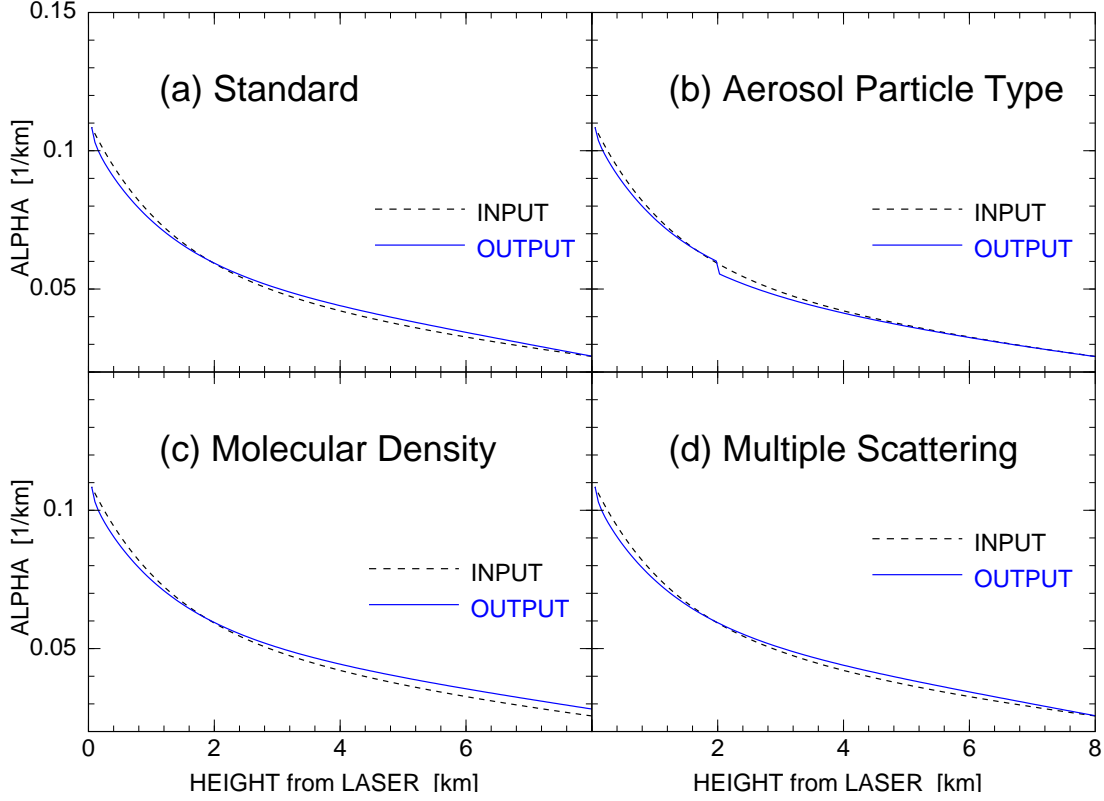 0.15
(a) Standard
(b) Aerosol Particle Type
0.1
ALPHA [1/km]
INPUT
OUTPUT
INPUT
OUTPUT
0.05
(c) Molecular Density
(d) Multiple Scattering
0.1
ALPHA [1/km]
INPUT
OUTPUT
INPUT
OUTPUT
0.05
0 2 4 6 2 4 6 8
HEIGHT from LASER [km]
HEIGHT from LASER [km]